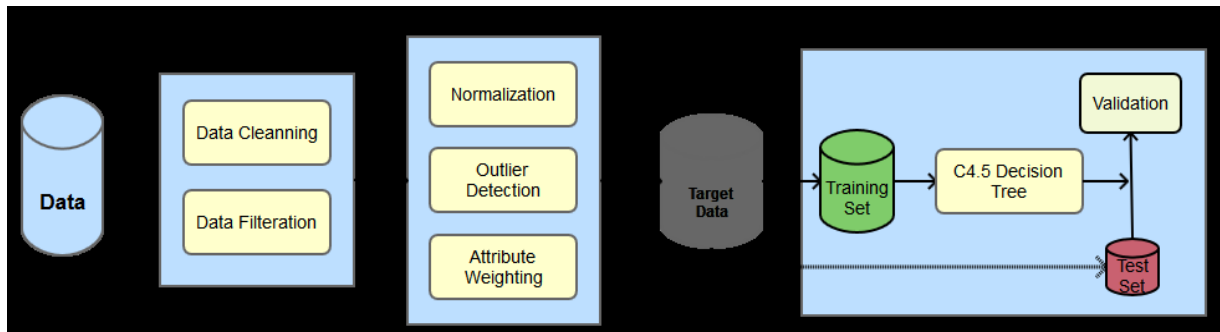 Data
Data Cleanning
Data Filteration
Normalization
Outlier
Detection
Attribute
Weighting
Target
Data
Training
Set
C4.5 Decision
Tree
Validation
Test
Set